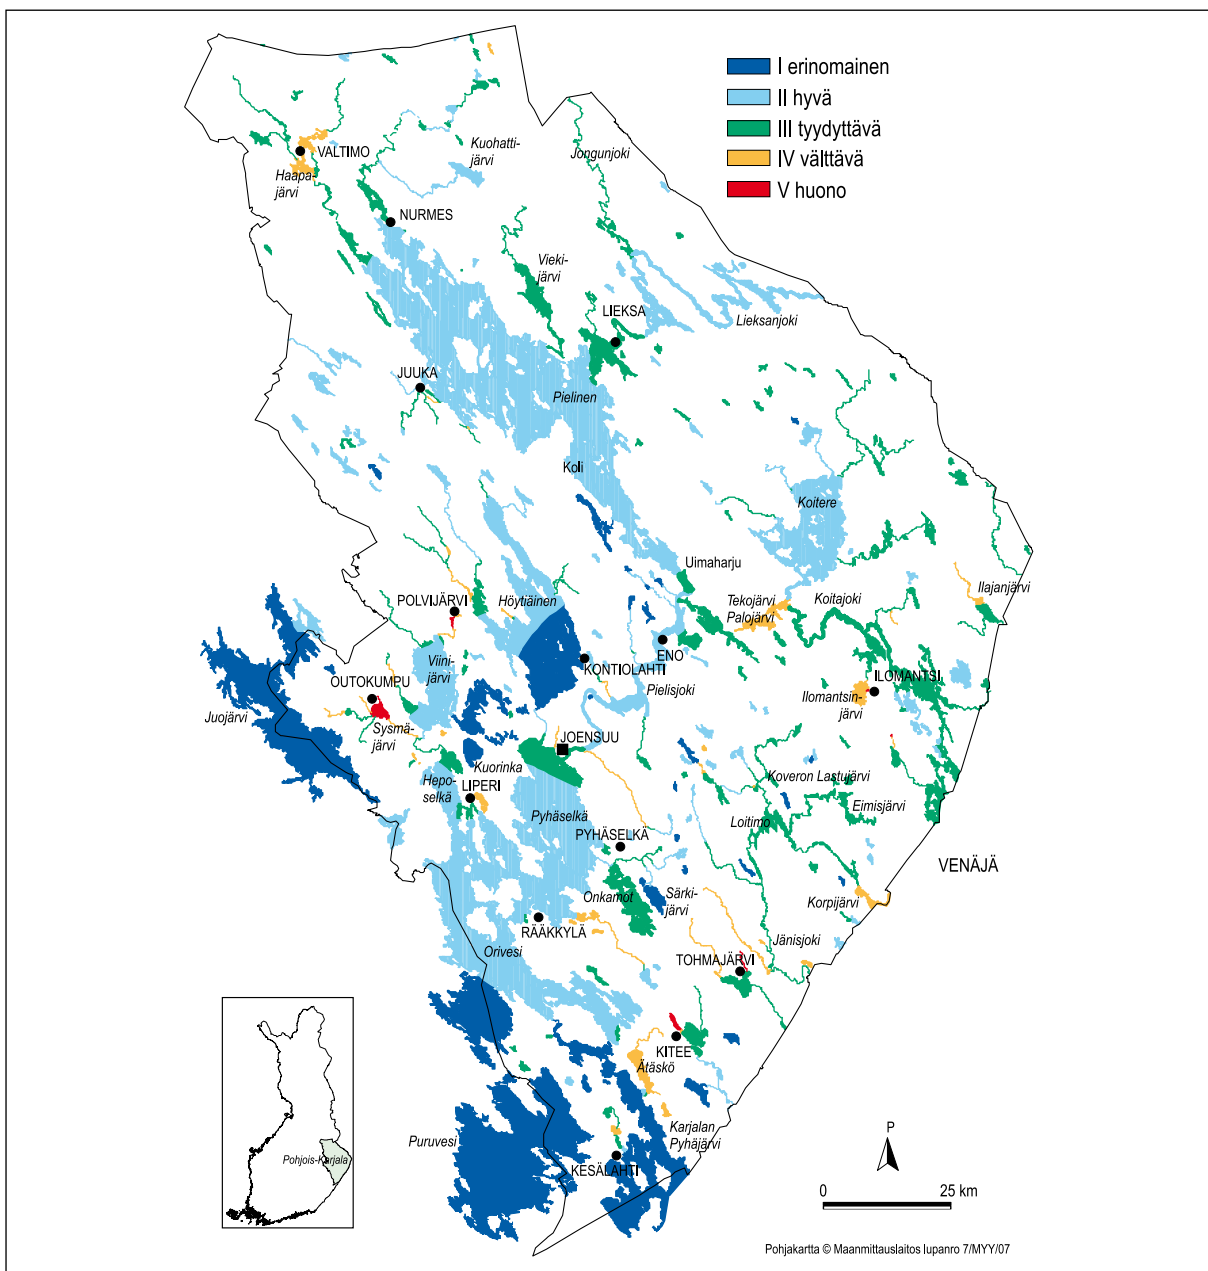 I erinomainen
II hyvä
III tyydyttävä
IV välttävä
V huono
VALTIMO
Haapa-
järvi
Kuohatti-
järvi
Jongunjoki
NURMES
Vieki-
järvi
LIEKSA
Lieksanjoki
JUUKA
Pielinen
Koli
Koitere
Uimaharju
Ilajanjärvi
Tekojärvi
Palojärvi
Koitajoki
POLVIJÄRVI
Höytiäinen
ENO
KONTIOLAHTI
Viini-
järvi
OUTOKUMPU
Pielisjoki
ILOMANTSI
Ilomantsin-
järvi
Juojärvi
Sysmä-
järvi
JOENSUU
Kuorinka
Hepo-
selkä
LIPERI
Koveron Lastujärvi
Eimisjärvi
Pyhäselkä
Loitimo
PYHÄSELKÄ
VENÄJÄ
Onkamot
Särki-
järvi
Korpijärvi
RÄÄKKYLÄ
Orivesi
Jänisjoki
TOHMAJÄRVI
KITEE
Ätäskö
Puruvesi
Karjalan
Pyhäjärvi
KESÄLAHTI
Pohjois-Karjala
P
0 25 km
Pohjakartta © Maanmittauslaitos lupanro 7/MYY/07